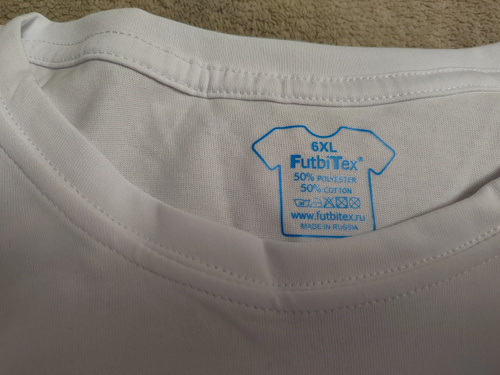 6XL
FutbiTex®
50% POLYESTER
50% COTTON
www.futbitex.ru
MADE IN RUSSIA